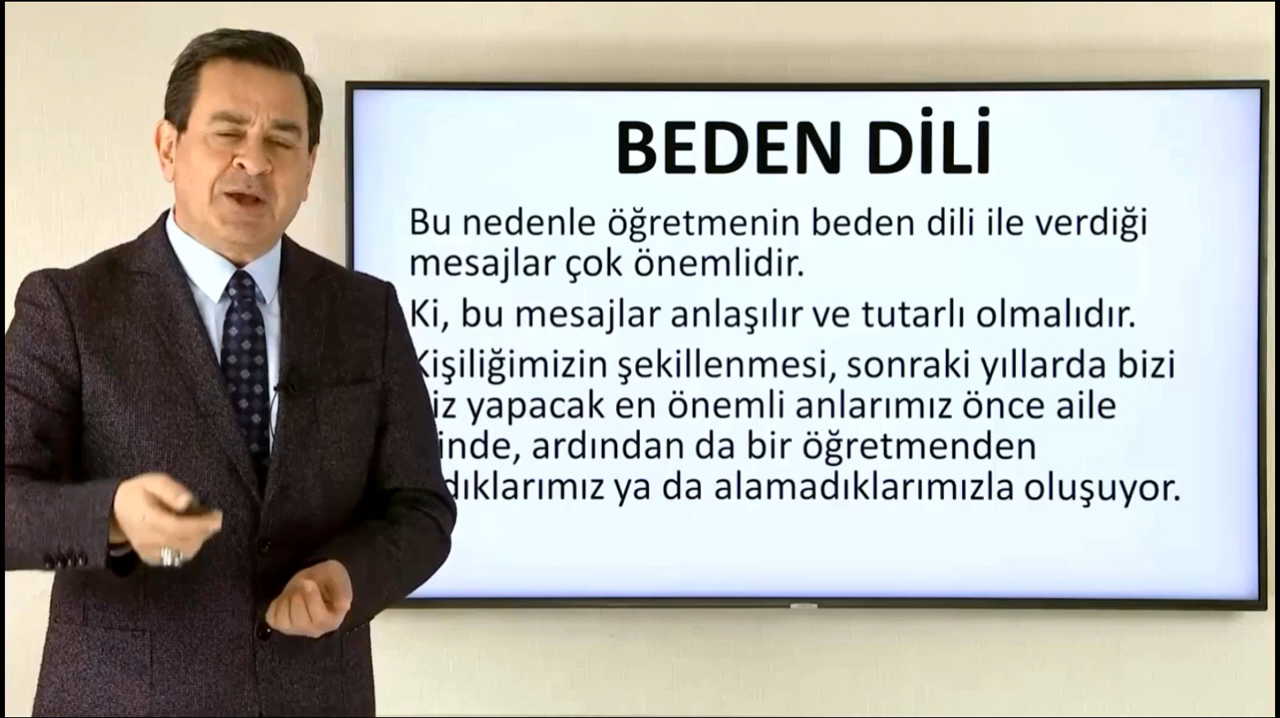 BEDEN DİLİ
Bu nedenle öğretmenin beden dili ile verdiği
mesajlar çok önemlidir.
Ki, bu mesajlar anlaşılır ve tutarlı olmalıdır.
Kişiliğimizin şekillenmesi, sonraki yıllarda bizi
yapacak en önemli anlarımız önce aile
ardından da bir öğretmenden
ya da alamadıklarımızla oluşuyor.